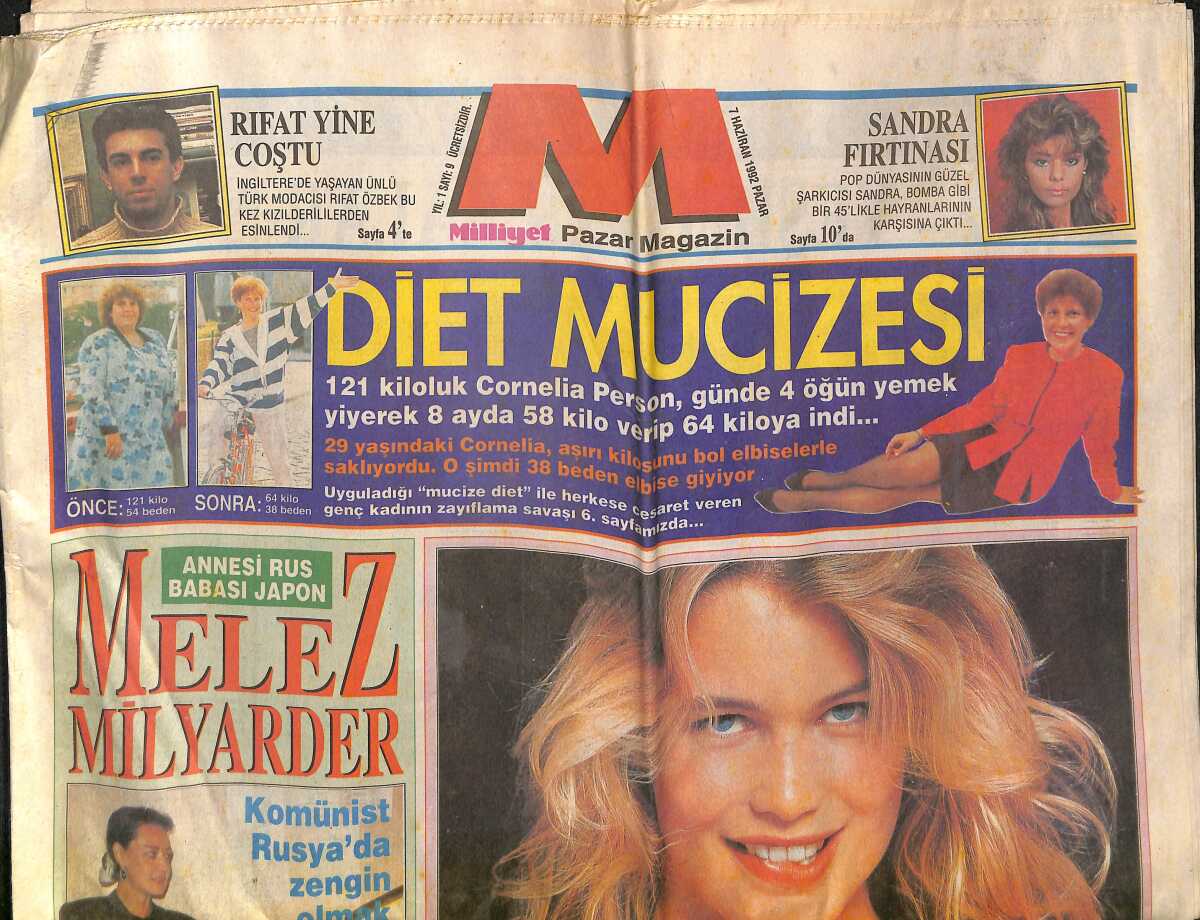 RIFAT YİNE
COŞTU
İNGİLTERE'DE YAŞAYAN ÜNLÜ
TÜRK MODACISI RIFAT ÖZBEK BU
KEZ KIZILDERİLİLERDEN
ESİNLENDİ...
Sayfa 4'te
YIL: 1 SAYI: 9 ÜCRETSİZDİR.
M
7 HAZİRAN 1992 PAZAR
Milliyet Pazar Magazin
SANDRA
FIRTINASI
POP DÜNYASININ GÜZEL
ŞARKICISI SANDRA, BOMBA GİBİ
BİR 45'LİKLE HAYRANLARININ
KARŞISINA ÇIKTI...
Sayfa 10'da
DİET MUCİZESİ
121 kiloluk Cornelia Person, günde 4 öğün yemek
yiyerek 8 ayda 58 kilo verip 64 kiloya indi...
29 yaşındaki Cornelia, aşırı kilosunu bol elbiselerle
saklıyordu. O şimdi 38 beden elbise giyiyor
Uyguladığı "mucize diet" ile herkese cesaret veren
genç kadının zayıflama savaşı 6. sayfamızda...
ÖNCE: 121 kilo
54 beden
SONRA: 64 kilo
38 beden
ANNESİ RUS
BABASI JAPON
MELEZ
MİLYARDER
Komünist
Rusya'da
zengin
olmak